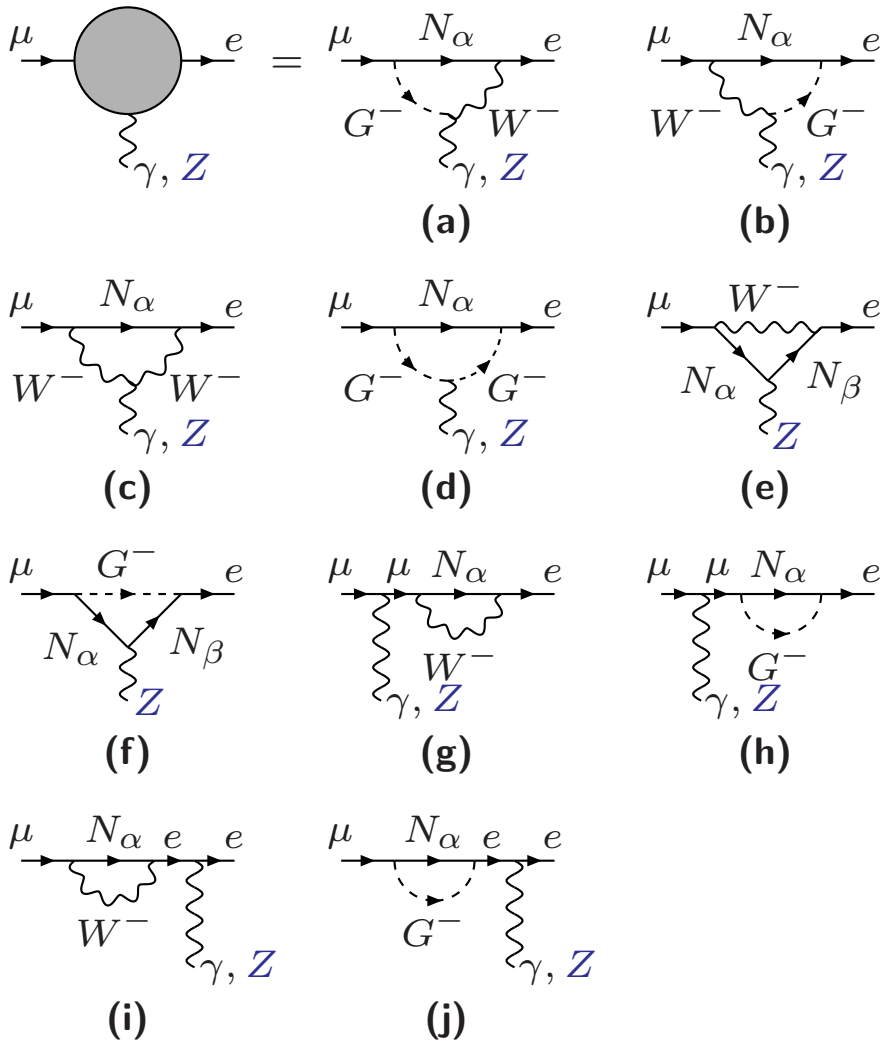 μ e = μ N_α e μ N_α e
G⁻ W⁻ W⁻ G⁻
γ, Z γ, Z γ, Z
(a) (b)
μ N_α e μ N_α e μ W⁻ e
W⁻ W⁻ G⁻ G⁻ N_α N_β
γ, Z γ, Z Z
(c) (d) (e)
μ G⁻ e μ μ N_α e μ μ N_α e
N_α N_β W⁻ G⁻
Z γ, Z γ, Z
(f) (g) (h)
μ N_α e e μ N_α e e
W⁻ G⁻
γ, Z γ, Z
(i) (j)